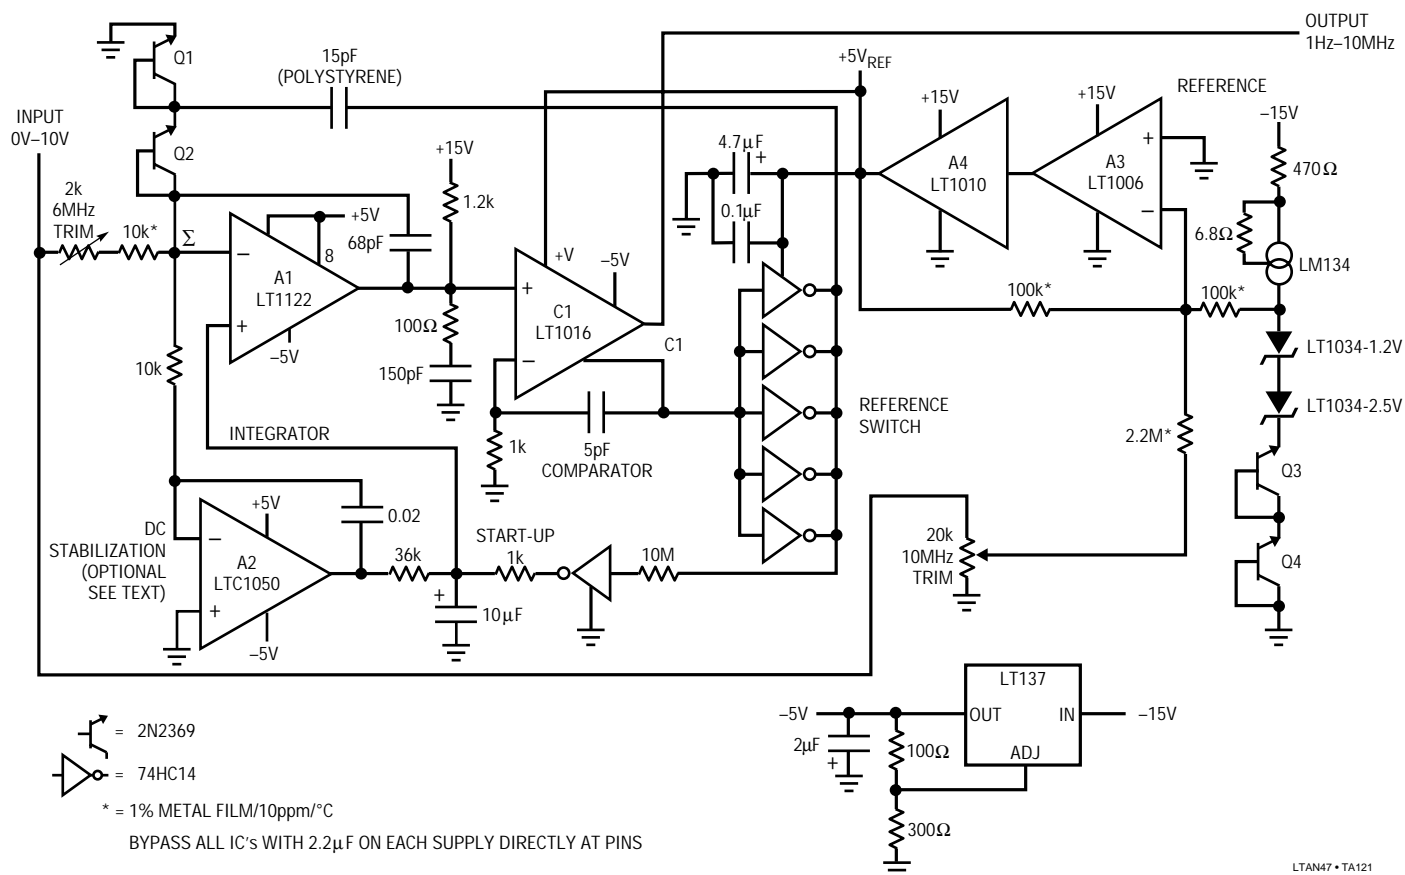 OUTPUT
1Hz–10MHz
Q1
15pF
(POLYSTYRENE)
+5VREF
REFERENCE
+15V
+15V
–15V
INPUT
0V–10V
Q2
+15V
4.7µF
+
A4
LT1010
A3
LT1006
+
–
470Ω
2k
6MHz
TRIM
10k*
Σ
1.2k
0.1µF
6.8Ω
LM134
+5V
8
68pF
–
A1
LT1122
+
–5V
+V
–5V
+
C1
LT1016
–
C1
100k*
100k*
100Ω
150pF
LT1034-1.2V
LT1034-2.5V
10k
INTEGRATOR
1k
5pF
COMPARATOR
REFERENCE
SWITCH
2.2M*
Q3
Q4
DC
STABILIZATION
(OPTIONAL
SEE TEXT)
+5V
–
A2
LTC1050
+
–5V
0.02
36k
START-UP
1k
10M
+
10µF
20k
10MHz
TRIM
LT137
–5V
OUT
IN
–15V
ADJ
2µF
+
100Ω
300Ω
= 2N2369
= 74HC14
* = 1% METAL FILM/10ppm/°C
BYPASS ALL IC's WITH 2.2µF ON EACH SUPPLY DIRECTLY AT PINS
LTAN47 • TA121